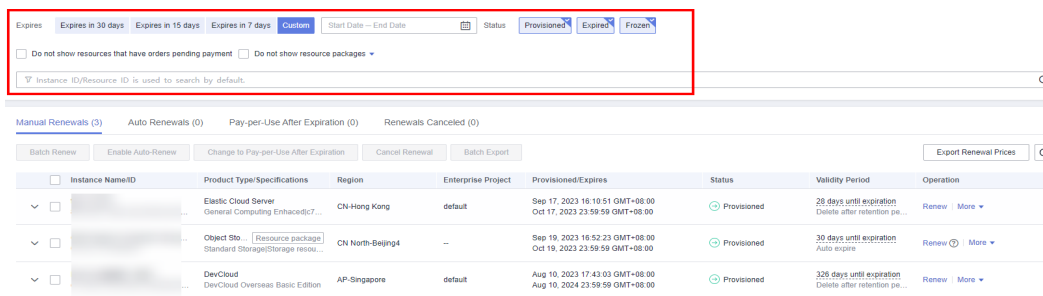 Expires Expires in 30 days Expires in 15 days Expires in 7 days Custom Start Date – End Date Status Provisioned Expired Frozen
Do not show resources that have orders pending payment Do not show resource packages
Instance ID/Resource ID is used to search by default.
Manual Renewals (3) Auto Renewals (0) Pay-per-Use After Expiration (0) Renewals Canceled (0)
Batch Renew Enable Auto-Renew Change to Pay-per-Use After Expiration Cancel Renewal Batch Export Export Renewal Prices
Instance Name/ID Product Type/Specifications Region Enterprise Project Provisioned/Expires Status Validity Period Operation
Elastic Cloud Server CN-Hong Kong default Sep 17, 2023 16:10:51 GMT+08:00 Provisioned 28 days until expiration Renew More
... General Computing Enhaced|c7... Oct 17, 2023 23:59:59 GMT+08:00 Delete after retention pe...
Object Sto... Resource package CN North-Beijing4 -- Sep 19, 2023 16:52:23 GMT+08:00 Provisioned 30 days until expiration Renew More
... Standard Storage|Storage resou... Oct 19, 2023 23:59:59 GMT+08:00 Auto expire
DevCloud AP-Singapore default Aug 10, 2023 17:43:03 GMT+08:00 Provisioned 326 days until expiration Renew More
... DevCloud Overseas Basic Edition Aug 10, 2024 23:59:59 GMT+08:00 Delete after retention pe...